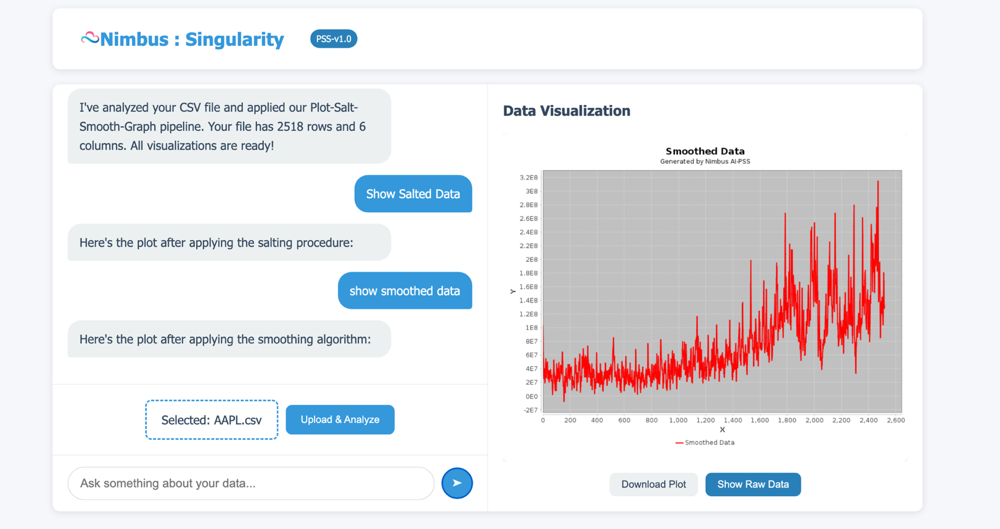 Nimbus : Singularity
PSS-v1.0
I've analyzed your CSV file and applied our Plot-Salt-
Smooth-Graph pipeline. Your file has 2518 rows and 6
columns. All visualizations are ready!
Show Salted Data
Here's the plot after applying the salting procedure:
show smoothed data
Here's the plot after applying the smoothing algorithm:
Selected: AAPL.csv
Upload & Analyze
Ask something about your data...
Data Visualization
Smoothed Data
Generated by Nimbus AI-PSS
3.2E8
3E8
2.8E8
2.6E8
2.4E8
2.2E8
2E8
1.8E8
1.6E8
1.4E8
1.2E8
1E8
8E7
6E7
4E7
2E7
0E0
-2E7
Y
0 200 400 600 800 1,000 1,200 1,400 1,600 1,800 2,000 2,200 2,400 2,600
X
Smoothed Data
Download Plot
Show Raw Data